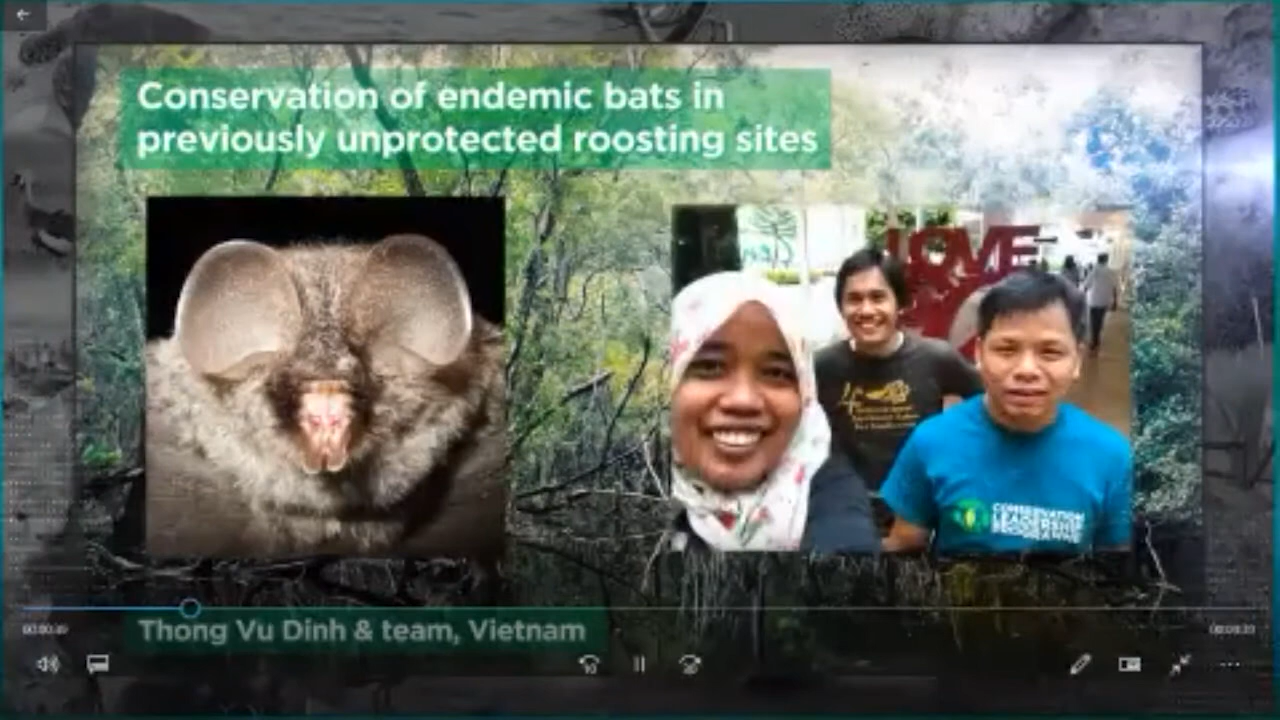 Conservation of endemic bats in
previously unprotected roosting sites
LOVE
CONSERVATION
LEADERSHIP
PROGRAMME
Thong Vu Dinh & team, Vietnam